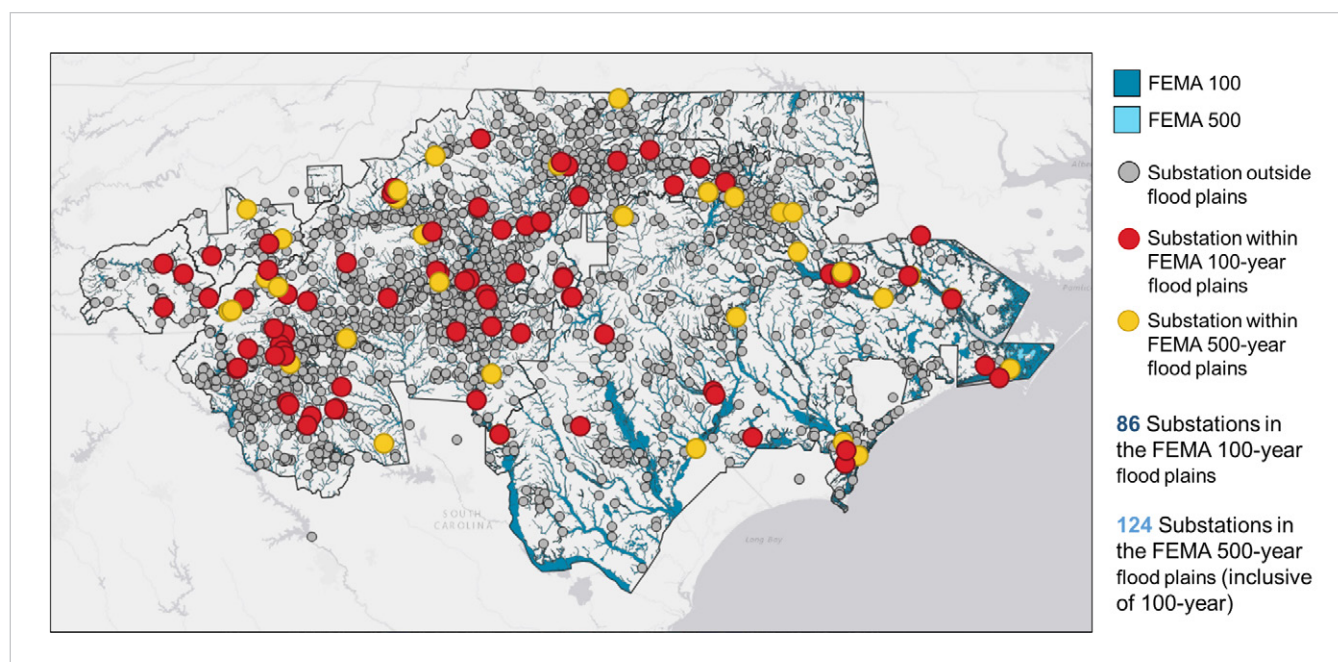 FEMA 100
FEMA 500
Substation outside
flood plains
Substation within
FEMA 100-year
flood plains
Substation within
FEMA 500-year
flood plains
86 Substations in
the FEMA 100-year
flood plains
124 Substations in
the FEMA 500-year
flood plains (inclusive
of 100-year)
SOUTH
CAROLINA
Long Bay